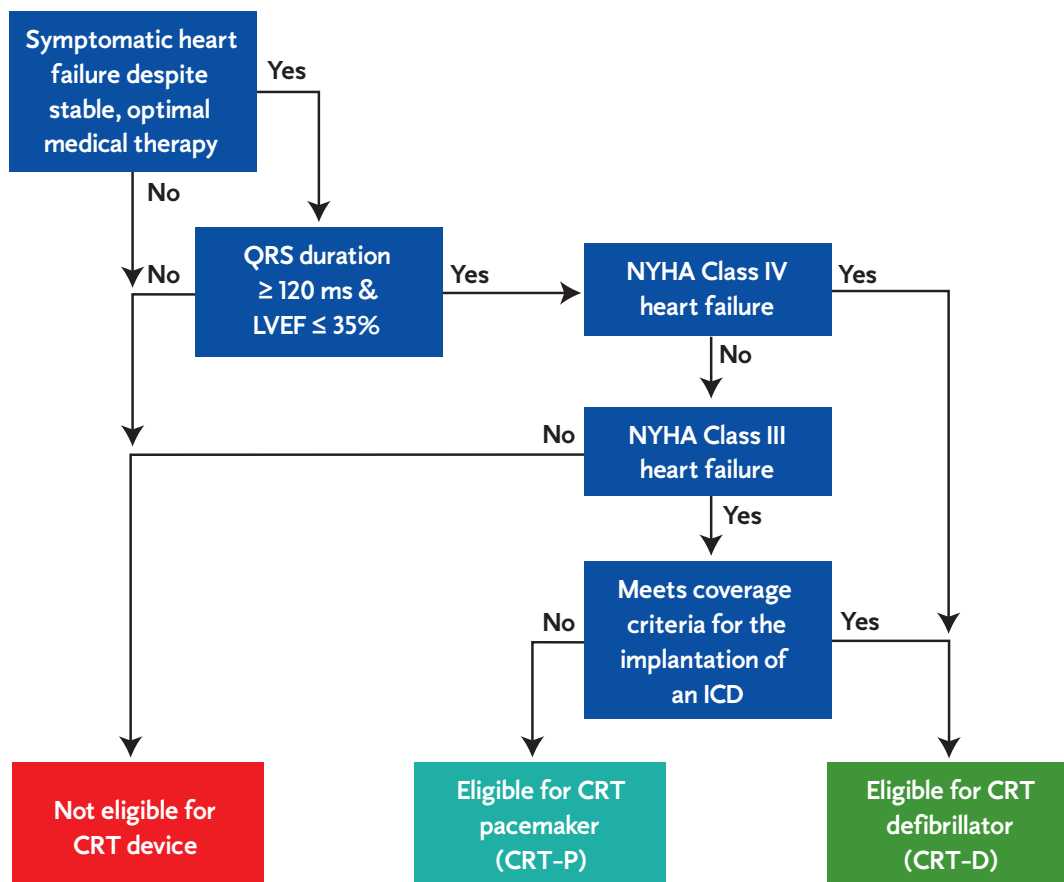 Symptomatic heart
failure despite
stable, optimal
medical therapy
Yes
No
QRS duration
≥ 120 ms &
LVEF ≤ 35%
No
Yes
NYHA Class IV
heart failure
Yes
No
NYHA Class III
heart failure
No
Yes
Meets coverage
criteria for the
implantation of
an ICD
No
Yes
Not eligible for
CRT device
Eligible for CRT
pacemaker
(CRT–P)
Eligible for CRT
defibrillator
(CRT–D)